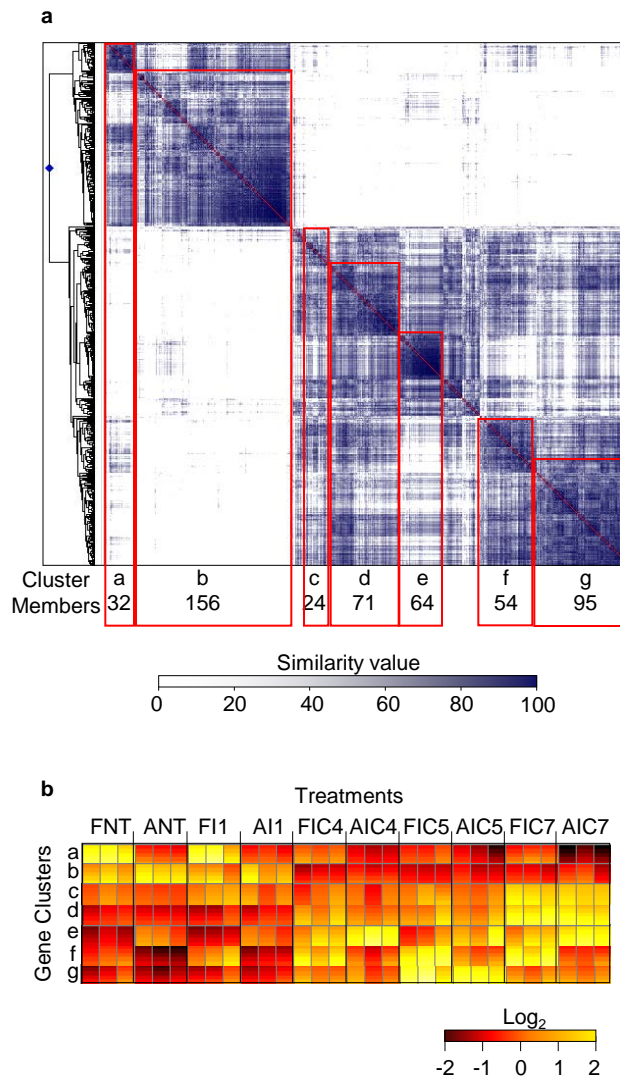 a
Cluster a b c d e f g
Members 32 156 24 71 64 54 95
Similarity value
0 20 40 60 80 100
b
Treatments
FNT ANT FI1 AI1 FIC4 AIC4 FIC5 AIC5 FIC7 AIC7
Gene Clusters
a
b
c
d
e
f
g
Log2
-2 -1 0 1 2